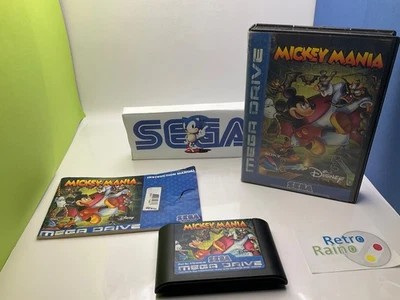 MICKEY MANIA
MEGA DRIVE
Disney
SEGA
SEGA
MICKEY MANIA
INSTRUCTION MANUAL
MEGA DRIVE
MICKEY MANIA
SEGA
MEGA DRIVE
Retro
Raino